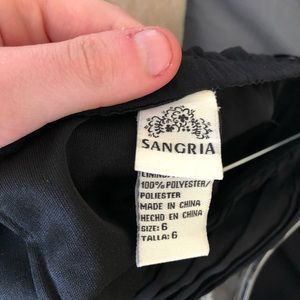 SANGRIA
100% POLYESTER/
POLIESTER
MADE IN CHINA
HECHO EN CHINA
SIZE: 6
TALLA: 6